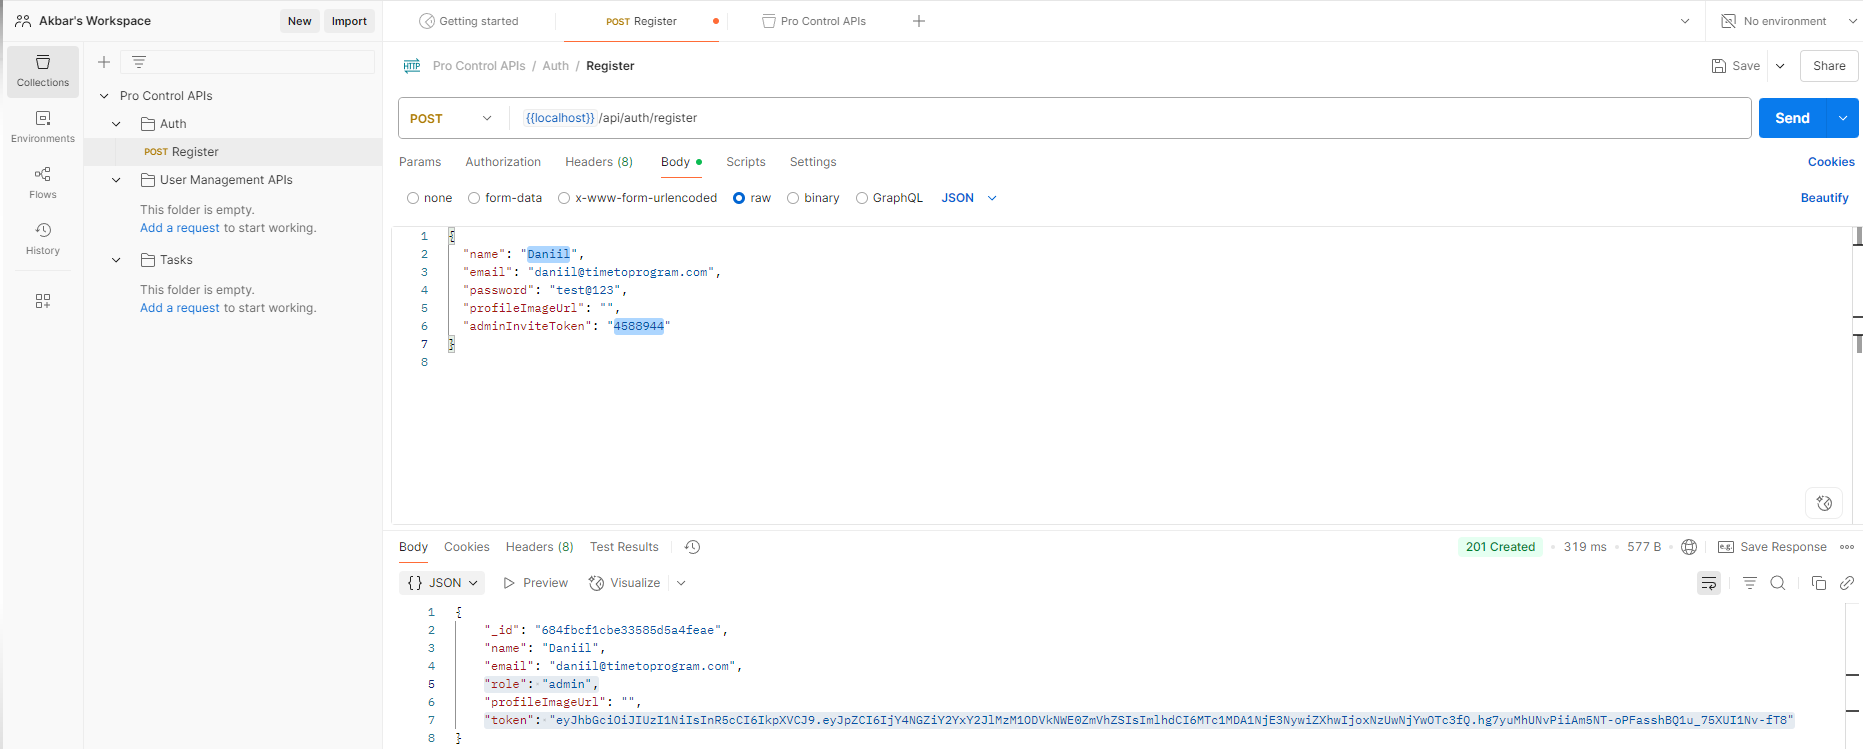 Akbar's Workspace
New
Import
Getting started
POST Register
Pro Control APIs
No environment
Collections
Environments
Flows
History
Pro Control APIs
Auth
POST Register
User Management APIs
This folder is empty.
Add a request to start working.
Tasks
This folder is empty.
Add a request to start working.
HTTP Pro Control APIs / Auth / Register
Save
Share
POST
{{localhost}} /api/auth/register
Send
Params
Authorization
Headers (8)
Body
Scripts
Settings
Cookies
none
form-data
x-www-form-urlencoded
raw
binary
GraphQL
JSON
Beautify
1 {
2 "name": "Daniil",
3 "email": "daniil@timetoprogram.com",
4 "password": "test@123",
5 "profileImageUrl": "",
6 "adminInviteToken": "4588944"
7 }
8
Body
Cookies
Headers (8)
Test Results
201 Created
319 ms
577 B
e.g.
Save Response
{} JSON
Preview
Visualize
1 {
2 "_id": "684fbcf1cbe33585d5a4feae",
3 "name": "Daniil",
4 "email": "daniil@timetoprogram.com",
5 "role": "admin",
6 "profileImageUrl": "",
7 "token": "eyJhbGciOiJIUzI1NiIsInR5cCI6IkpXVCJ9.eyJpZCI6IjY4NGZiY2YxY2JlMzM1ODVkNWE0ZmVhZSIsImlhdCI6MTc1MDA1NjE3NywiZXhwIjoxNzUwNjYwOTc3fQ.hg7yuMhUNvPiiAm5NT-oPFasshBQ1u_75XUI1Nv-fT8"
8 }